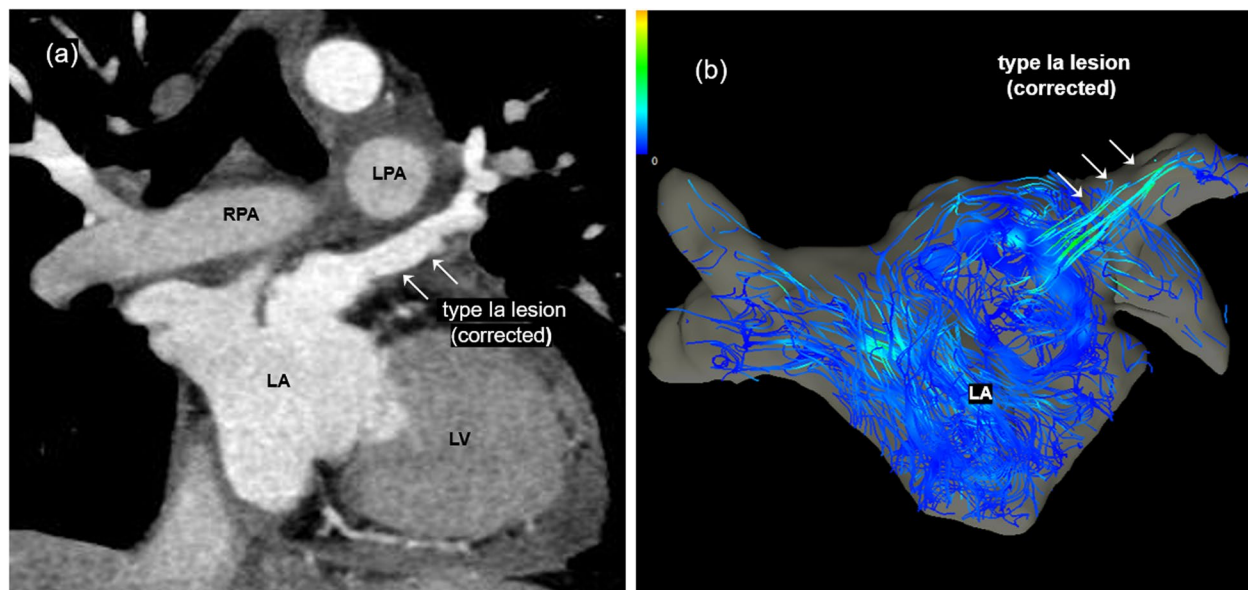 (a)
LPA
RPA
type Ia lesion
(corrected)
LA
LV
(b)
type Ia lesion
(corrected)
0
LA